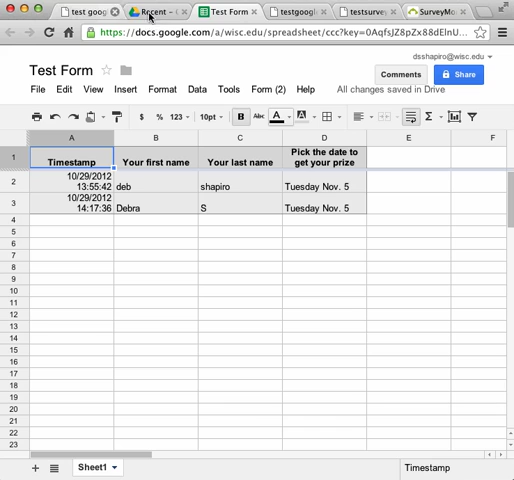 test goog
Recent -
Test Form
testgoogl
testsurvey
SurveyMo
https://docs.google.com/a/wisc.edu/spreadsheet/
dsshapiro@wisc.edu
Test Form
Comments
Share
File Edit View Insert Format Data Tools Help Form (2) All changes saved in Drive
$ % 123 10pt B Abc A Σ
A B C D E F
1 Timestamp Your first name Your last name Pick the date to
get your prize
2 10/29/2012
13:55:42 deb shapiro Tuesday Nov. 5
3 10/29/2012
14:17:36 Debra S Tuesday Nov. 5
4
5
6
7
8
9
10
11
12
13
14
15
16
17
18
19
20
21
22
23
+ Sheet1 Timestamp